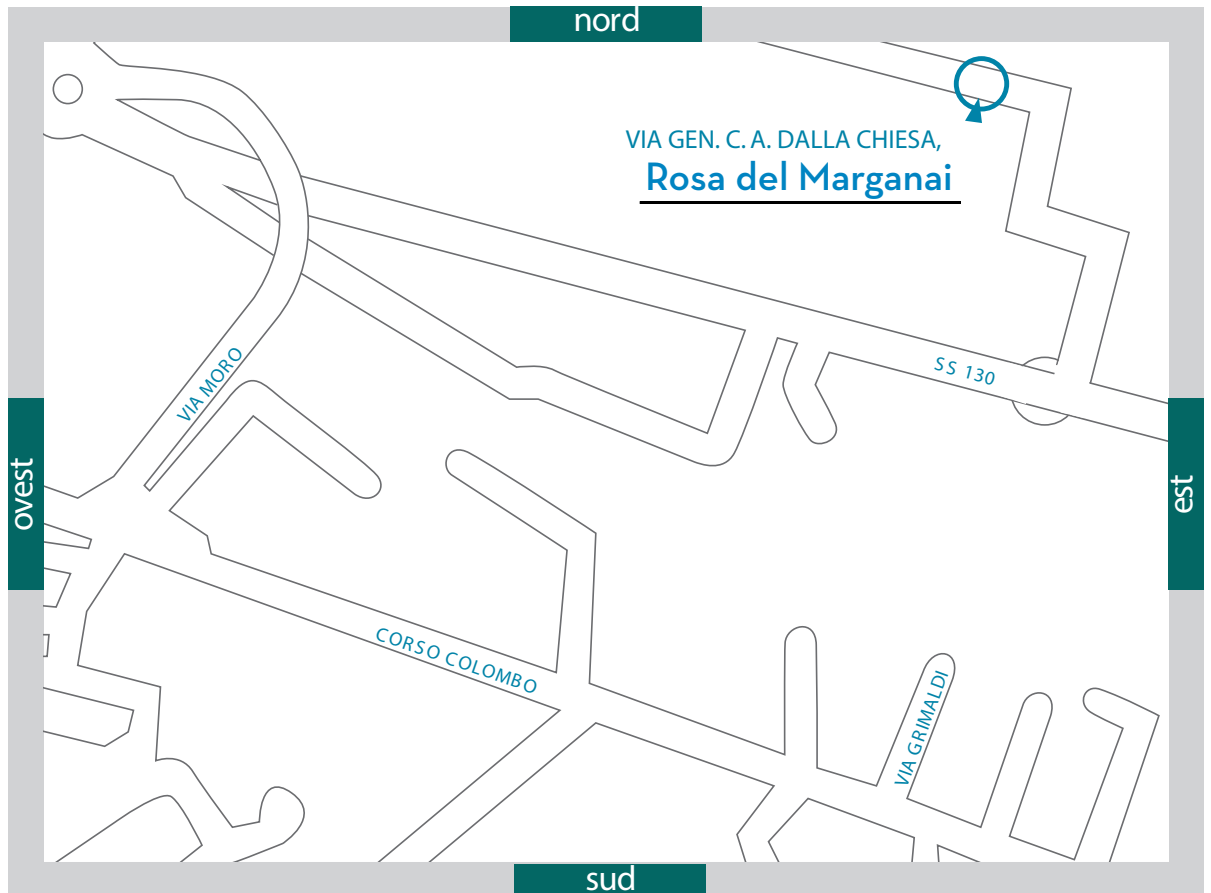 nord
VIA GEN. C. A. DALLA CHIESA,
Rosa del Marganai
VIA MORO
SS 130
ovest
est
CORSO COLOMBO
VIA GRIMALDI
sud